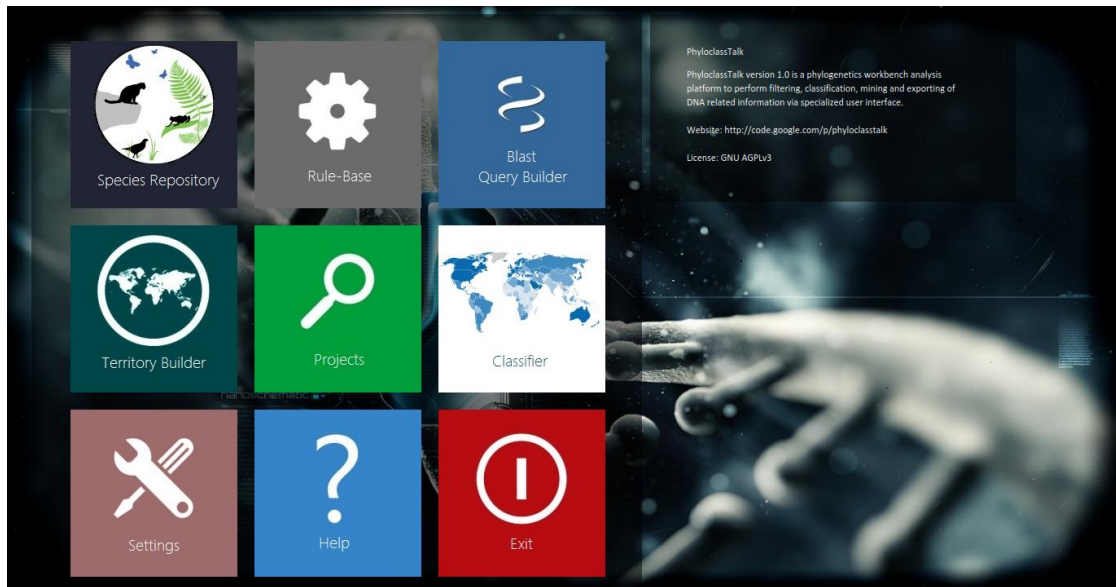 Species Repository
Rule-Base
Blast
Query Builder
Territory Builder
Projects
Classifier
Settings
Help
Exit
PhyloclassTalk
PhyloclassTalk version 1.0 is a phylogenetics workbench analysis
platform to perform filtering, classification, mining and exporting of
DNA related information via specialized user interface.
Website: http://code.google.com/p/phyloclasstalk
License: GNU AGPLv3
nanoschematic